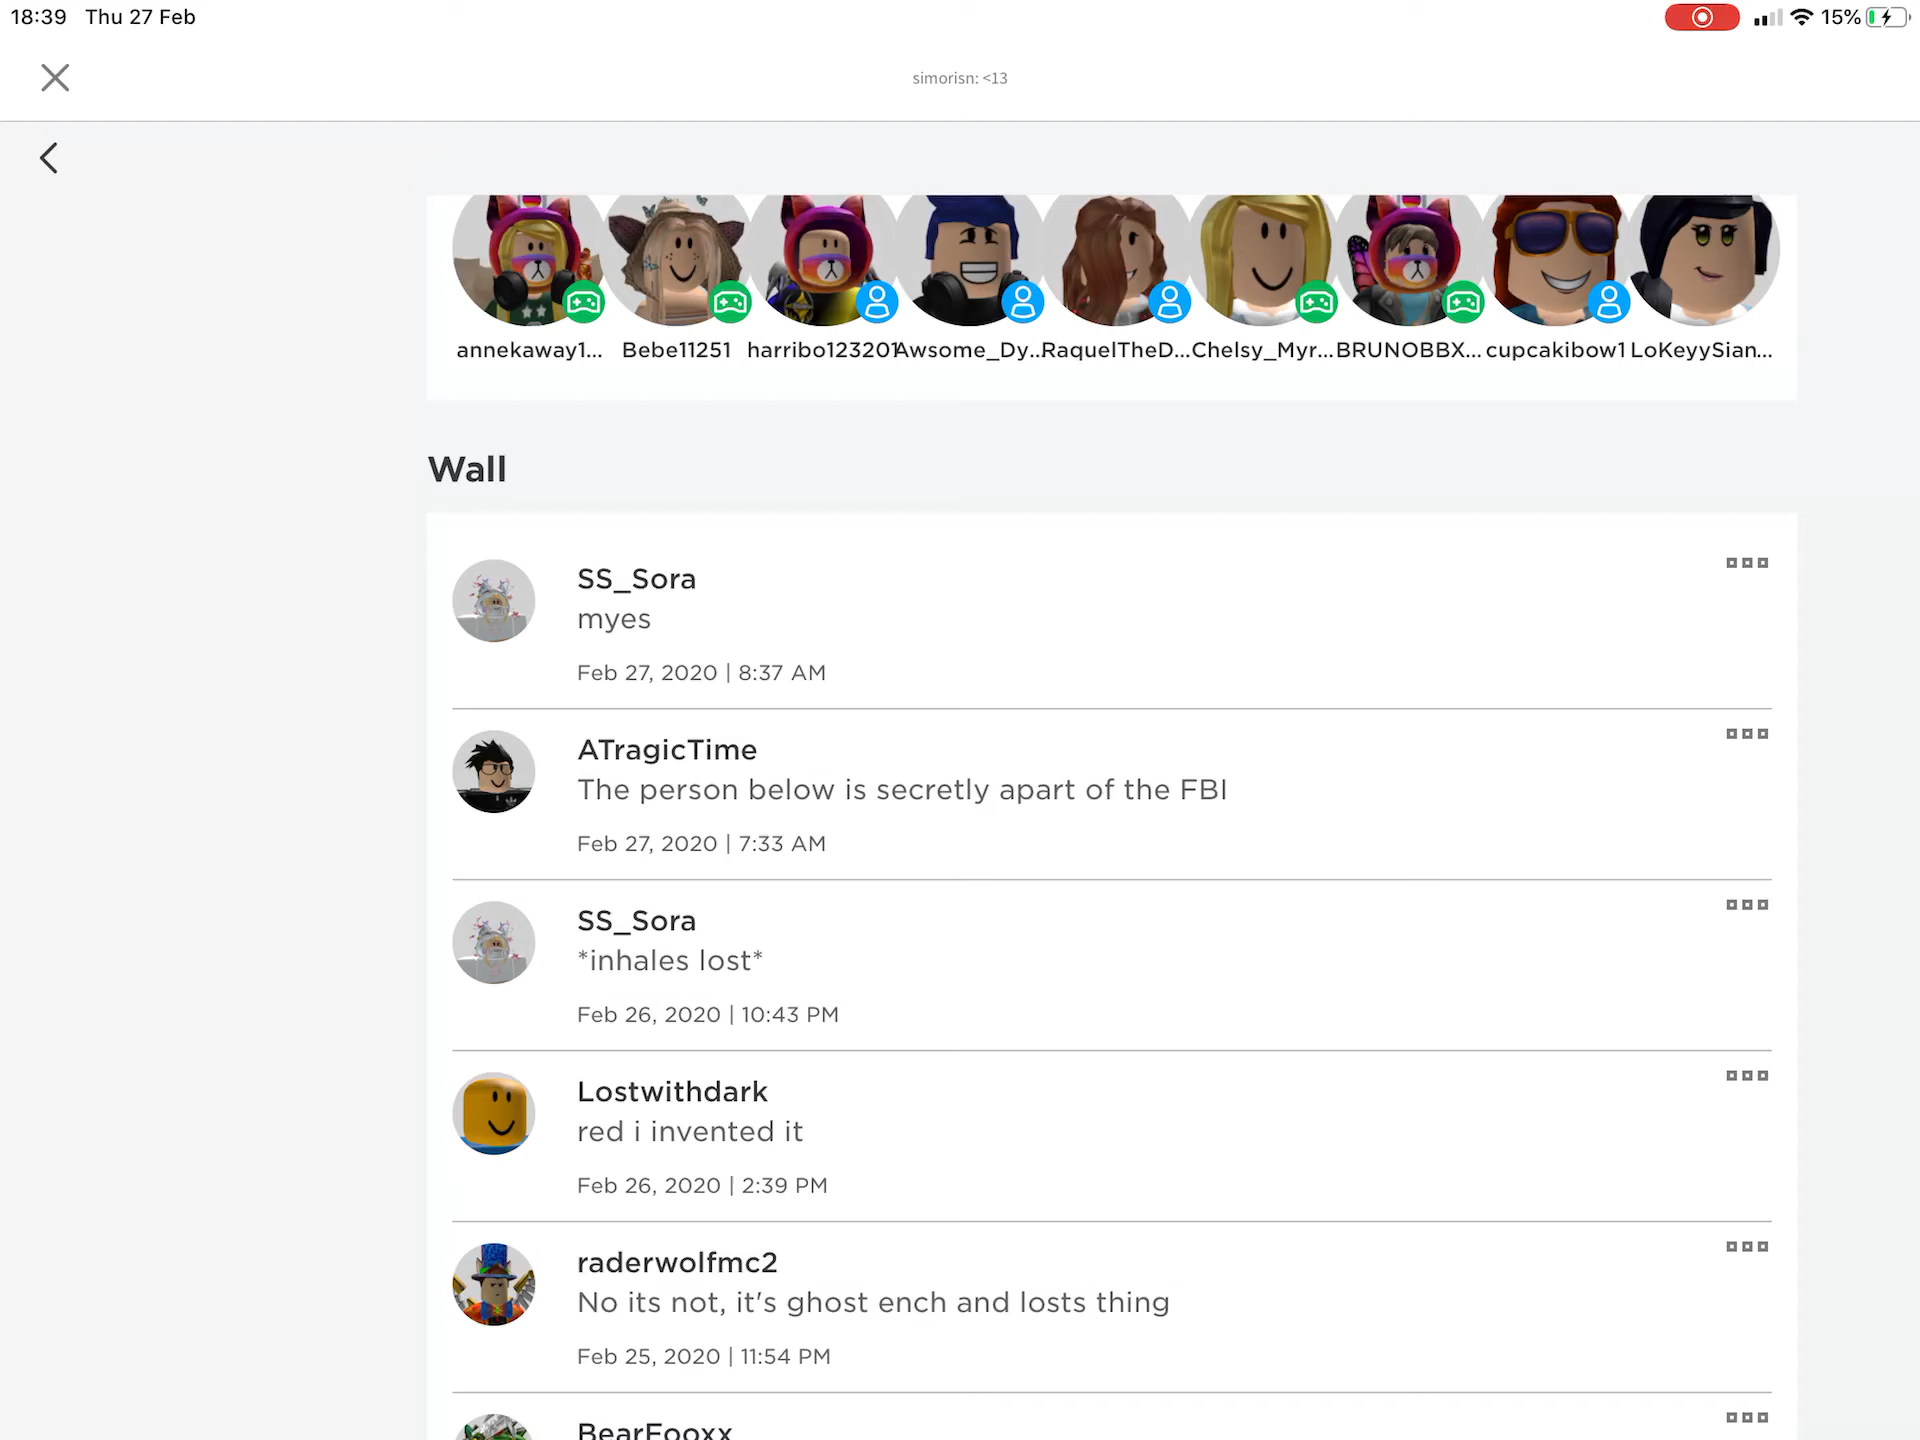 18:39 Thu 27 Feb 15%
simorisn: <13
annekaway1... Bebe11251 harribo123201 Awsome_Dy... RaquelTheD... Chelsy_Myr... BRUNOBBX... cupcakibow1 LoKeyySian...
Wall
SS_Sora
myes
Feb 27, 2020 | 8:37 AM
ATragicTime
The person below is secretly apart of the FBI
Feb 27, 2020 | 7:33 AM
SS_Sora
*inhales lost*
Feb 26, 2020 | 10:43 PM
Lostwithdark
red i invented it
Feb 26, 2020 | 2:39 PM
raderwolfmc2
No its not, it's ghost ench and losts thing
Feb 25, 2020 | 11:54 PM
BearFooxx